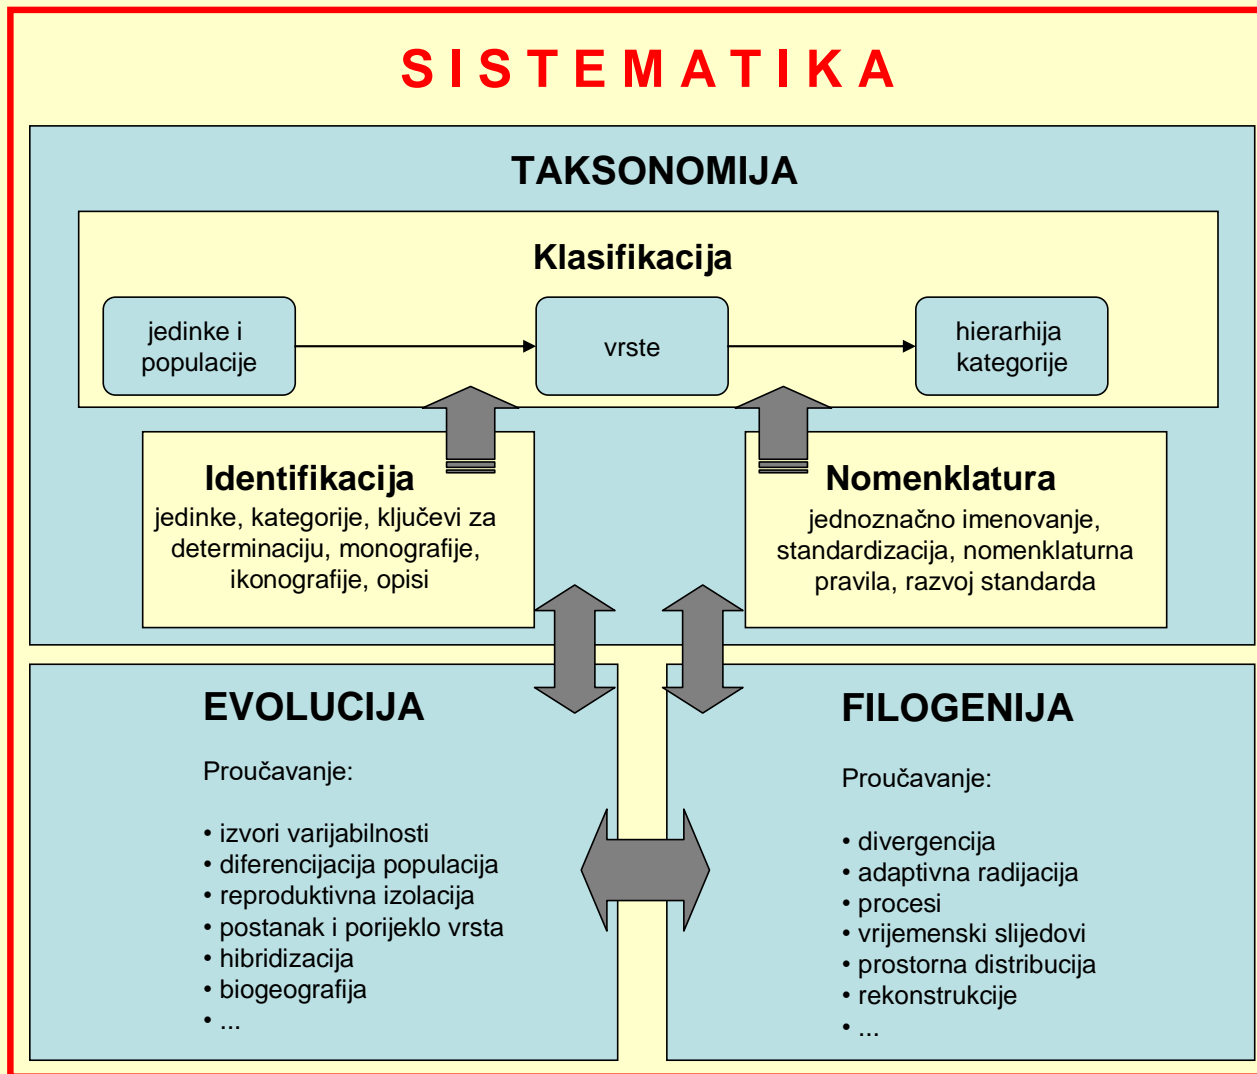 SISTEMATIKA
TAKSONOMIJA
Klasifikacija
jedinke i
populacije
vrste
hierarhija
kategorije
Identifikacija
jedinke, kategorije, ključevi za
determinaciju, monografije,
ikonografije, opisi
Nomenklatura
jednoznačno imenovanje,
standardizacija, nomenklaturna
pravila, razvoj standarda
EVOLUCIJA
Proučavanje:
• izvori varijabilnosti
• diferencijacija populacija
• reproduktivna izolacija
• postanak i porijeklo vrsta
• hibridizacija
• biogeografija
• ...
FILOGENIJA
Proučavanje:
• divergencija
• adaptivna radijacija
• procesi
• vrijemenski slijedovi
• prostorna distribucija
• rekonstrukcije
• ...